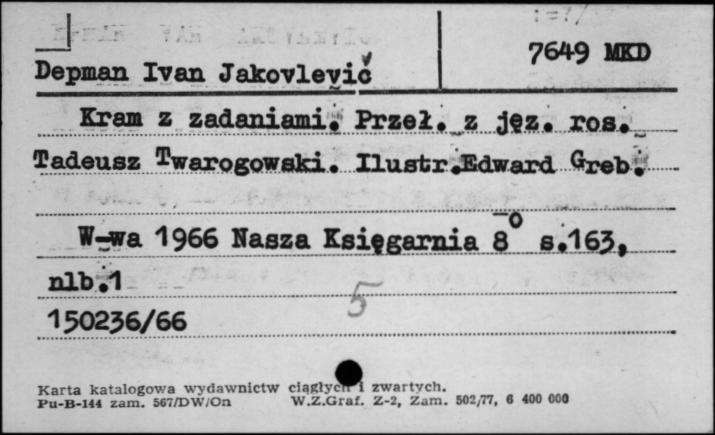 7649 MKD
Depman Ivan Jakovlevič
Kram z zadaniami. Przeł. z jęz. ros.
Tadeusz Twarogowski. Ilustr.Edward Greb.
W-wa 1966 Nasza Księgarnia 8° s.163,
nlb.1
5
150236/66
Karta katalogowa wydawnictw ciągłych i zwartych.
Pu-B-144 zam. 567/DW/On W.Z.Graf. Z-2, Zam. 502/77, 6 400 000